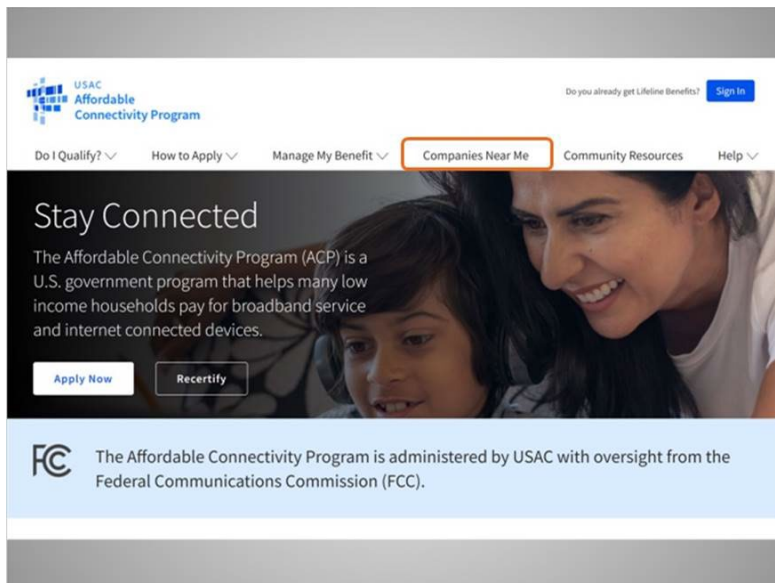 USAC
Affordable
Connectivity Program
Do you already get Lifeline Benefits? Sign In
Do I Qualify? How to Apply Manage My Benefit Companies Near Me Community Resources Help
Stay Connected
The Affordable Connectivity Program (ACP) is a
U.S. government program that helps many low
income households pay for broadband service
and internet connected devices.
Apply Now Recertify
FC The Affordable Connectivity Program is administered by USAC with oversight from the
Federal Communications Commission (FCC).